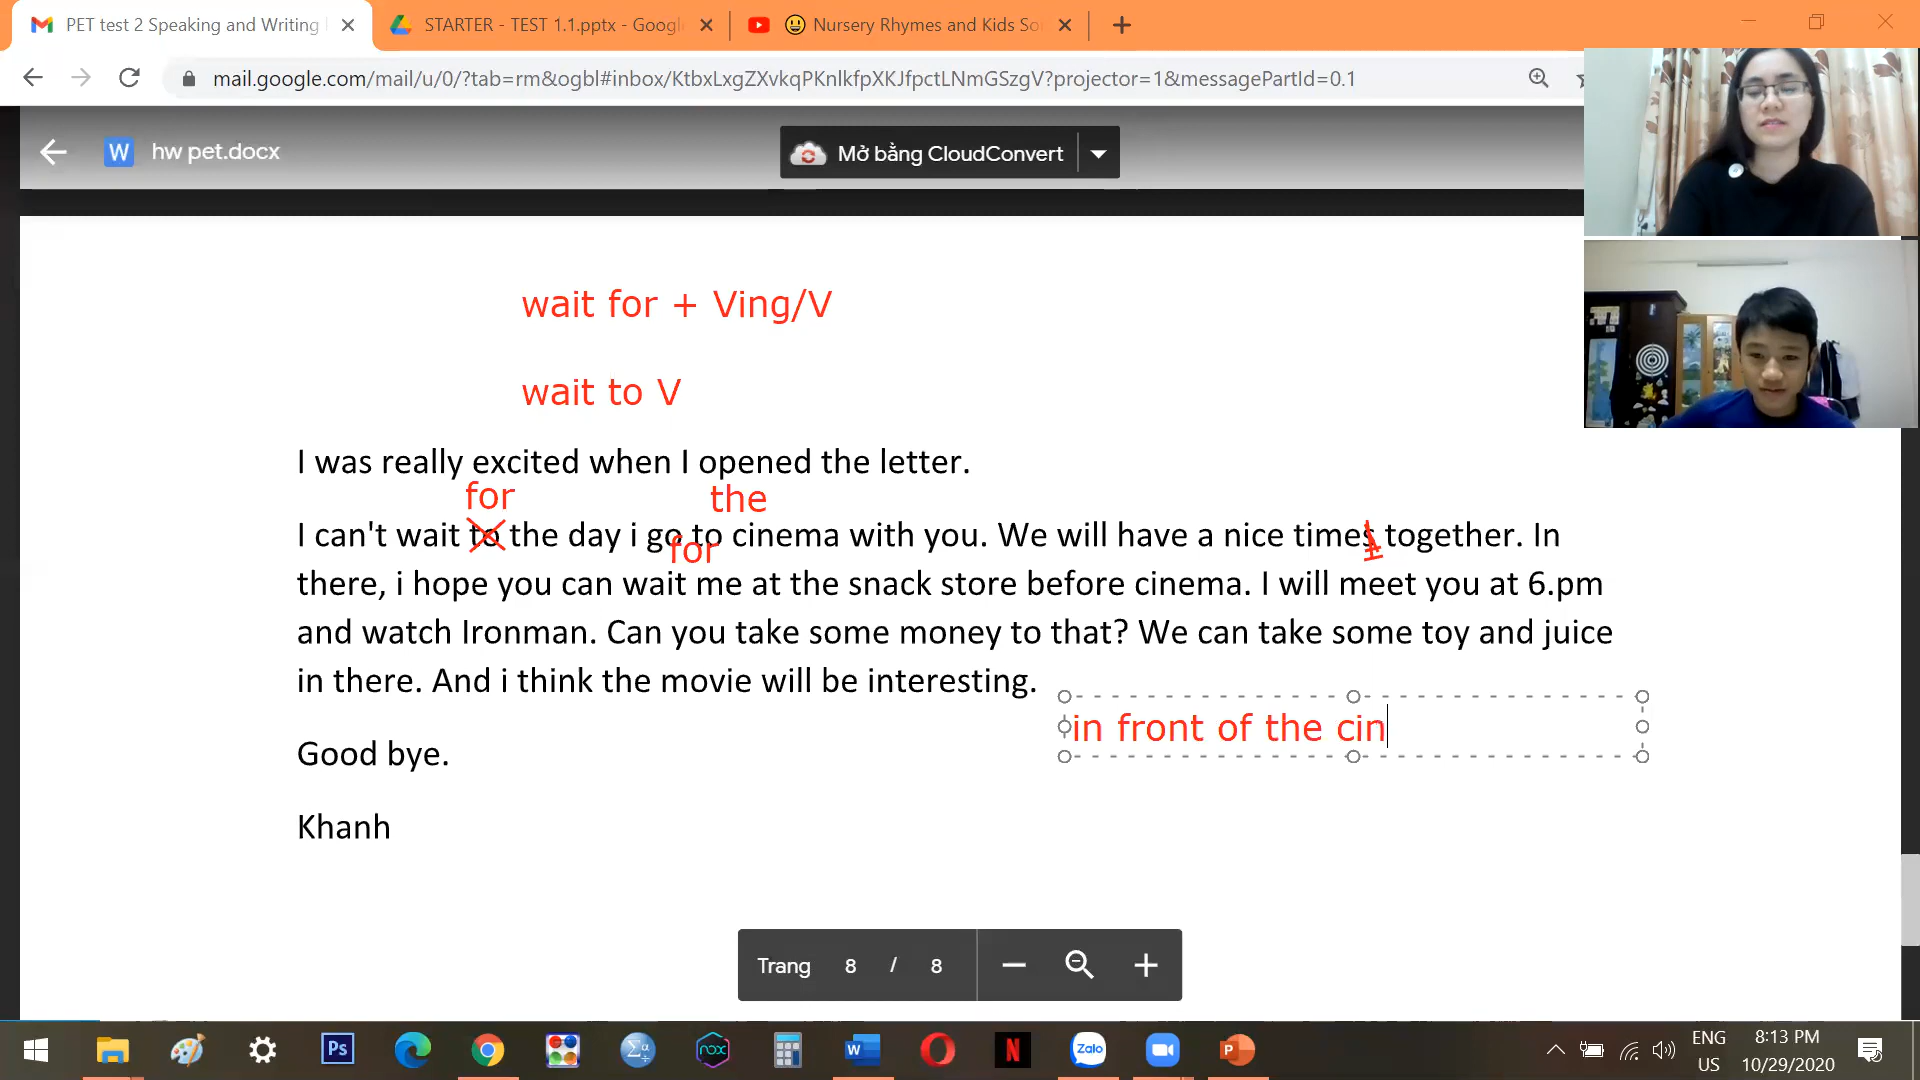 PET test 2 Speaking and Writing
STARTER - TEST 1.1.pptx - Google
Nursery Rhymes and Kids So
mail.google.com/mail/u/0/?tab=rm&ogbl#inbox/KtbxLxgZXvkqPKnlkfpXKJfpctLNmGSzgV?projector=1&messagePartId=0.1
W hw pet.docx
Mở bằng CloudConvert
wait for + Ving/V
wait to V
I was really excited when I opened the letter.
for the
I can't wait to the day i go to cinema with you. We will have a nice times together. In
for
there, i hope you can wait me at the snack store before cinema. I will meet you at 6.pm
and watch Ironman. Can you take some money to that? We can take some toy and juice
in there. And i think the movie will be interesting.
in front of the cin
Good bye.
Khanh
Trang 8 / 8
Ps
nox
W
N
Zalo
P
ENG
US
8:13 PM
10/29/2020